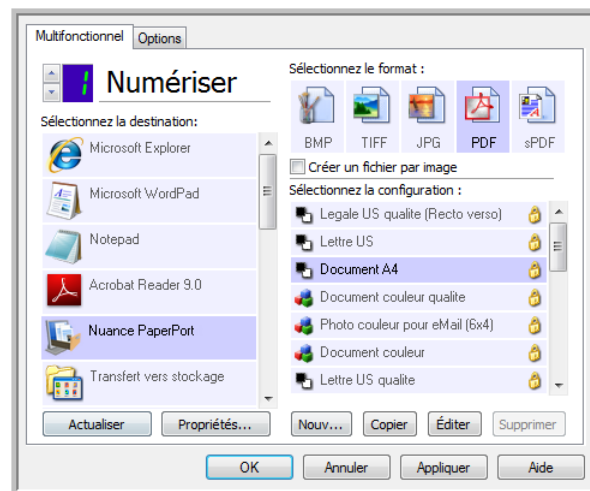 Multifonctionnel Options
1 Numériser
Sélectionnez la destination:
Microsoft Explorer
Microsoft WordPad
Notepad
Acrobat Reader 9.0
Nuance PaperPort
Transfert vers stockage
Actualiser Propriétés...
Sélectionnez le format :
BMP TIFF JPG PDF sPDF
Créer un fichier par image
Sélectionnez la configuration :
Legale US qualite (Recto verso)
Lettre US
Document A4
Document couleur qualite
Photo couleur pour eMail (6x4)
Document couleur
Lettre US qualite
Nouv... Copier Éditer Supprimer
OK Annuler Appliquer Aide